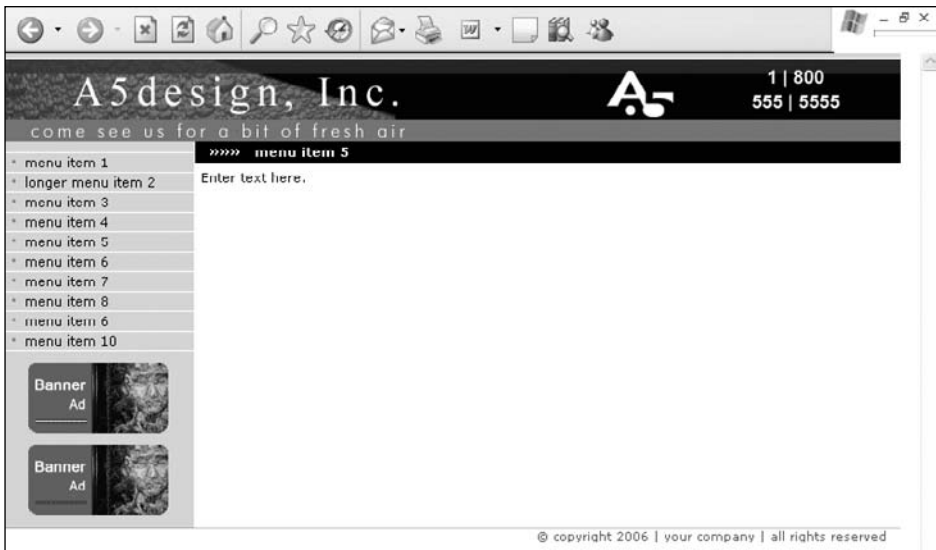 A5design, Inc.
A5
1 | 800
555 | 5555
come see us for a bit of fresh air
»»» menu item 5
menu item 1
longer menu item 2
menu item 3
menu item 4
menu item 5
menu item 6
menu item 7
menu item 8
menu item 6
menu item 10
Enter text here.
Banner
Ad
Banner
Ad
© copyright 2006 | your company | all rights reserved